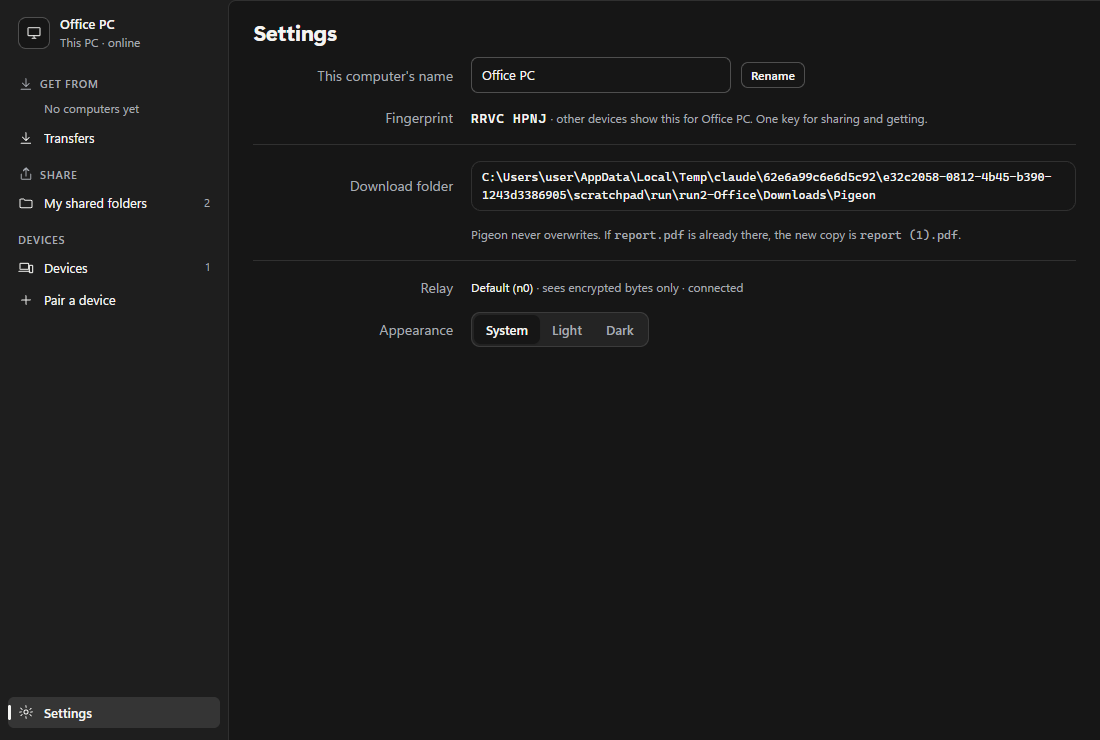 Office PC
This PC · online
GET FROM
No computers yet
Transfers
SHARE
My shared folders 2
DEVICES
Devices 1
Pair a device
Settings
Settings
This computer's name Office PC Rename
Fingerprint RRVC HPNJ · other devices show this for Office PC. One key for sharing and getting.
Download folder C:\Users\user\AppData\Local\Temp\claude\62e6a99c6e6d5c92\e32c2058-0812-4b45-b390-
1243d3386905\scratchpad\run\run2-Office\Downloads\Pigeon
Pigeon never overwrites. If report.pdf is already there, the new copy is report (1).pdf.
Relay Default (n0) · sees encrypted bytes only · connected
Appearance System Light Dark